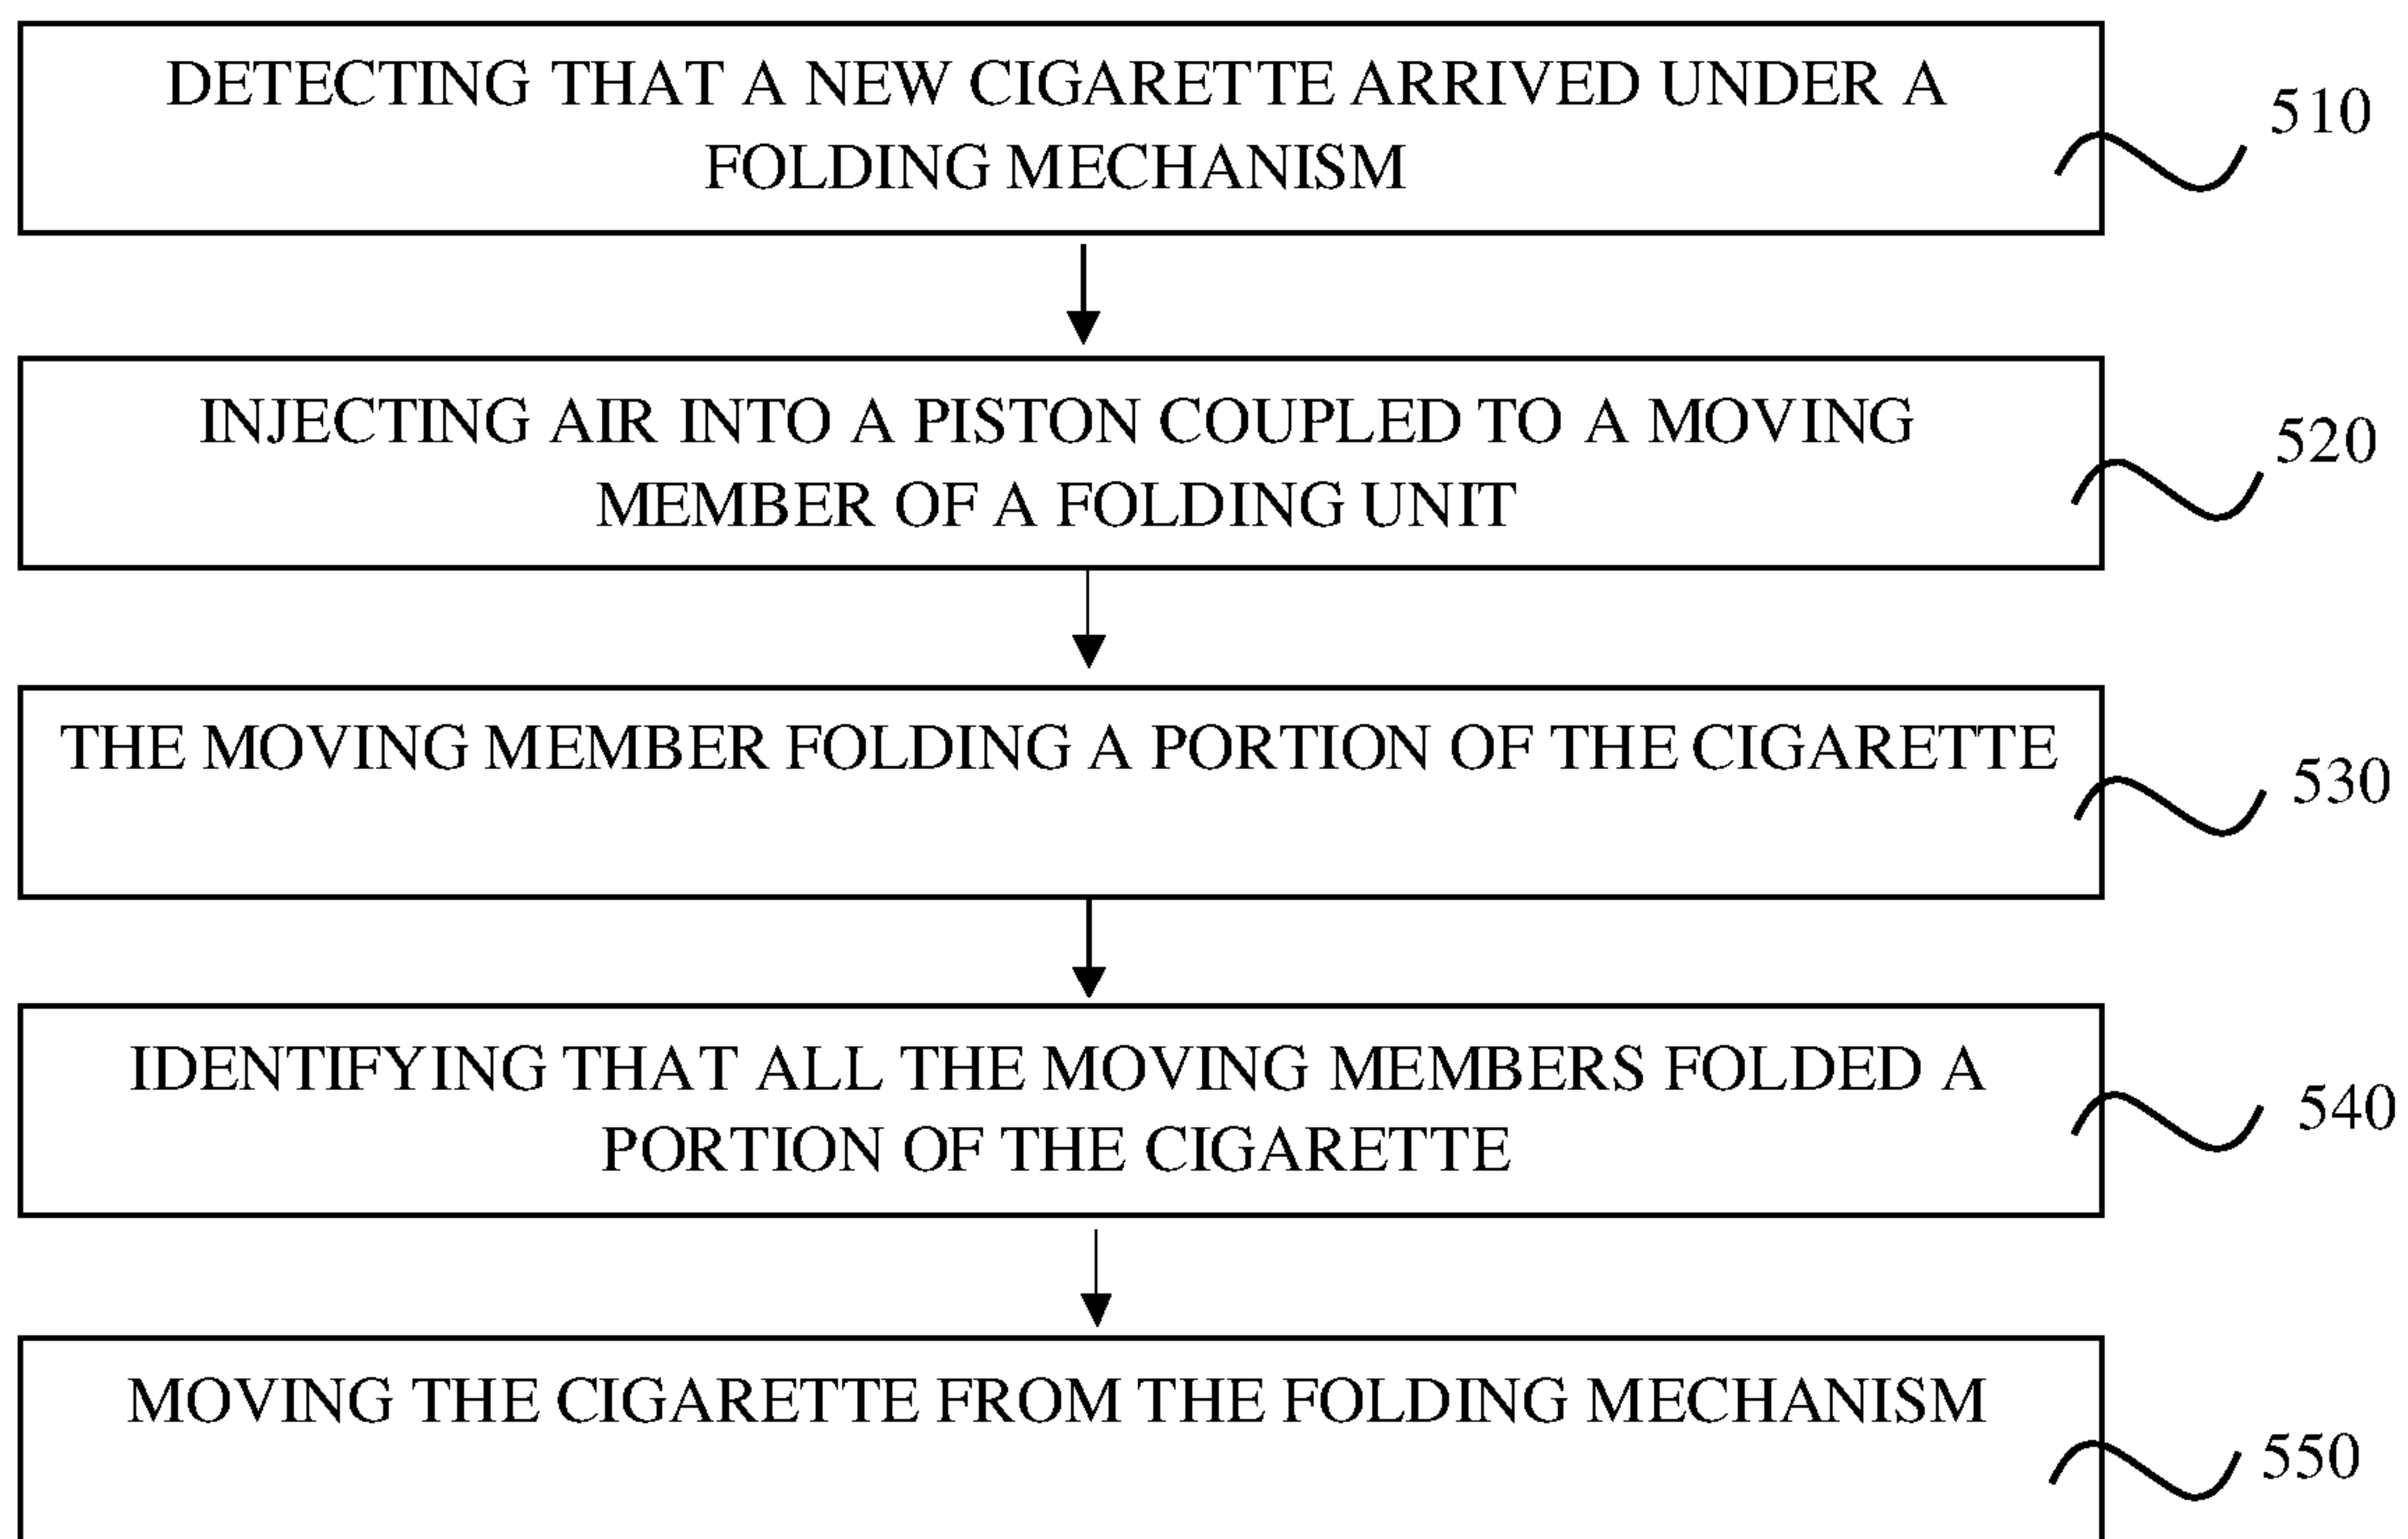 DETECTING THAT A NEW CIGARETTE ARRIVED UNDER A
FOLDING MECHANISM
510
INJECTING AIR INTO A PISTON COUPLED TO A MOVING
MEMBER OF A FOLDING UNIT
520
THE MOVING MEMBER FOLDING A PORTION OF THE CIGARETTE
530
IDENTIFYING THAT ALL THE MOVING MEMBERS FOLDED A
PORTION OF THE CIGARETTE
540
MOVING THE CIGARETTE FROM THE FOLDING MECHANISM
550